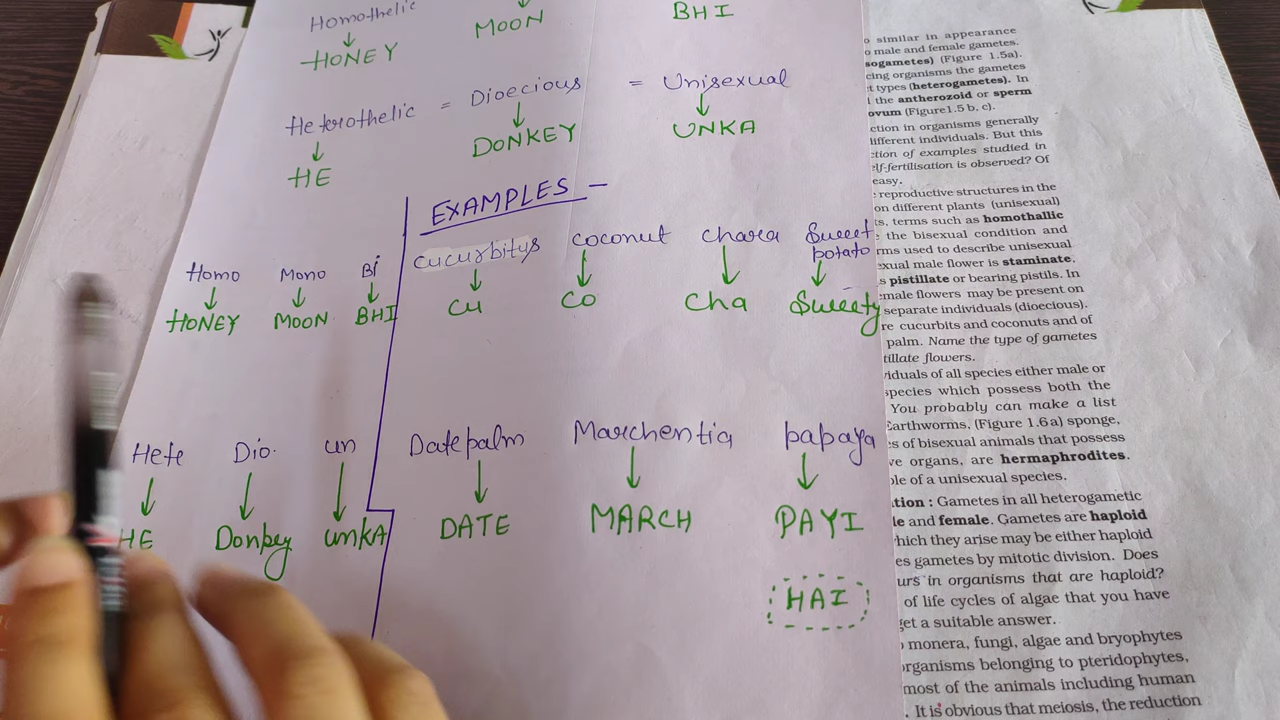 Homothelic
HONEY
MOON
BHI
Heterothelic = Dioecious = Unisexual
HE
DONKEY
UNKA
EXAMPLES -
Homo Mono Bi
HONEY MOON BHI
cucurbitus coconut chara Sweet potato
Cu Co Cha Sweety
Hete Dio. un
HE Donkey unkA
Datepalm Marchentia papaya
DATE MARCH PAYI
HAI
similar in appearance
male and female gametes.
sogametes) (Figure 1.5a).
cing organisms the gametes
t types (heterogametes). In
the antherozoid or sperm
ovum (Figure1.5 b, c).
ction in organisms generally
different individuals. But this
ction of examples studied in
elf-fertilisation is observed? Of
easy.
reproductive structures in the
on different plants (unisexual)
ts, terms such as homothallic
the bisexual condition and
rms used to describe unisexual
exual male flower is staminate,
s pistillate or bearing pistils. In
male flowers may be present on
separate individuals (dioecious).
re cucurbits and coconuts and of
palm. Name the type of gametes
tillate flowers.
viduals of all species either male or
species which possess both the
You probably can make a list
Earthworms, (Figure 1.6a) sponge,
es of bisexual animals that possess
ve organs, are hermaphrodites.
ple of a unisexual species.
ation : Gametes in all heterogametic
le and female. Gametes are haploid
which they arise may be either haploid
es gametes by mitotic division. Does
urs in organisms that are haploid?
of life cycles of algae that you have
get a suitable answer.
monera, fungi, algae and bryophytes
organisms belonging to pteridophytes,
most of the animals including human
. It is obvious that meiosis, the reduction